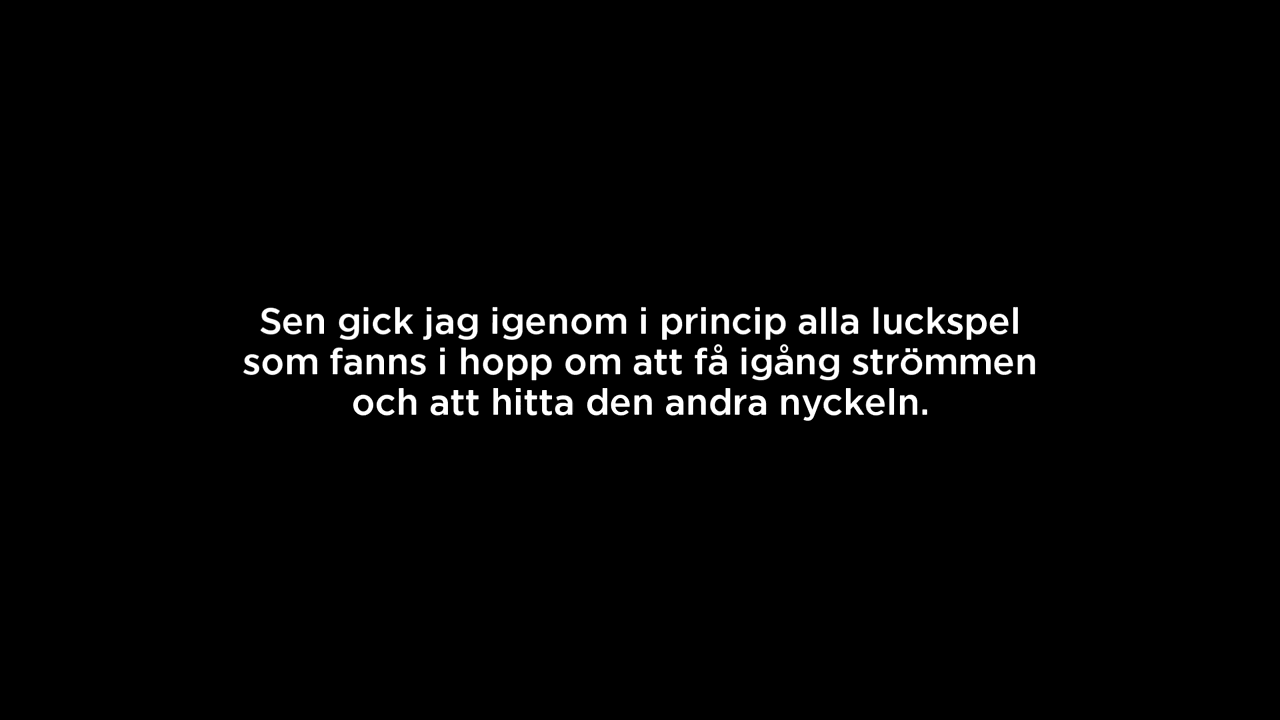 Sen gick jag igenom i princip alla luckspel
som fanns i hopp om att få igång strömmen
och att hitta den andra nyckeln.